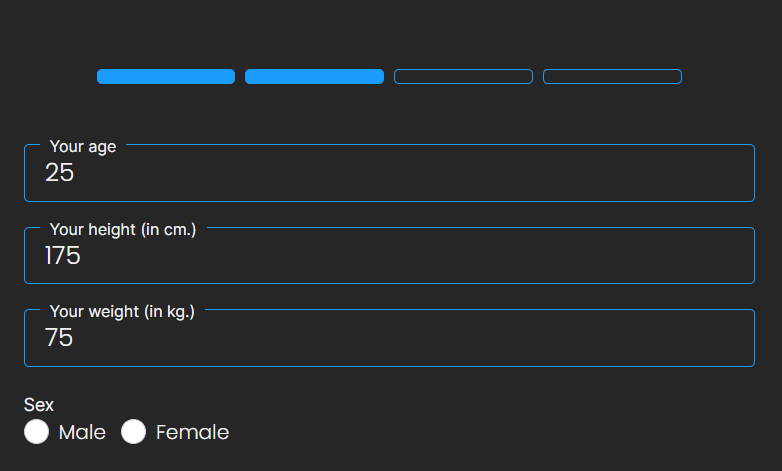 Your age
25
Your height (in cm.)
175
Your weight (in kg.)
75
Sex
Male Female